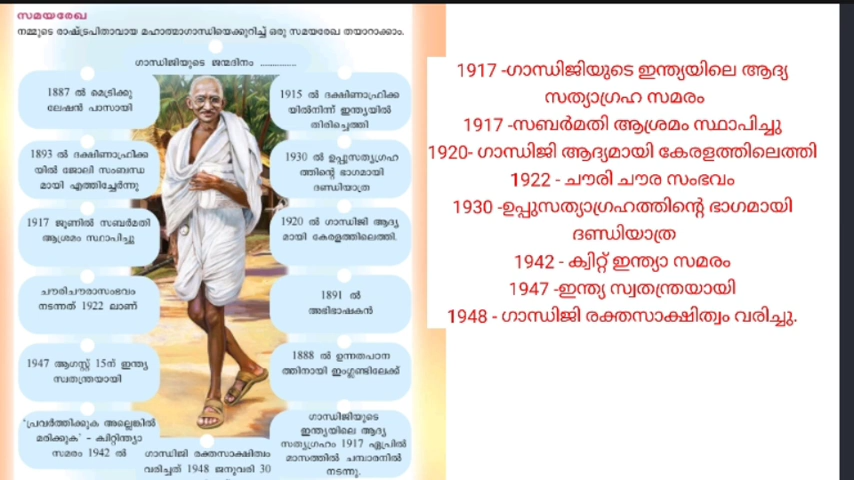 സമയരേഖ
നമ്മുടെ രാഷ്ട്രപിതാവായ മഹാത്മാഗാന്ധിയെക്കുറിച്ച് ഒരു സമയരേഖ തയാറാക്കാം.
ഗാന്ധിജിയുടെ ജന്മദിനം ...............
1887 ൽ മെട്രിക്കു
ലേഷൻ പാസായി
1893 ൽ ദക്ഷിണാഫ്രിക്ക
യിൽ ജോലി സംബന്ധ
മായി എത്തിച്ചേർന്നു
1917 ജൂണിൽ സബർമതി
ആശ്രമം സ്ഥാപിച്ചു
ചൗരിചൗരാസംഭവം
നടന്നത് 1922 ലാണ്
1947 ആഗസ്റ്റ് 15ന് ഇന്ത്യ
സ്വതന്ത്രയായി
'പ്രവർത്തിക്കുക അല്ലെങ്കിൽ
മരിക്കുക' - ക്വിറ്റിന്ത്യാ
സമരം 1942 ൽ
ഗാന്ധിജി രക്തസാക്ഷിത്വം
വരിച്ചത് 1948 ജനുവരി 30
1915 ൽ ദക്ഷിണാഫ്രിക്ക
യിൽനിന്ന് ഇന്ത്യയിൽ
തിരിച്ചെത്തി
1930 ൽ ഉപ്പുസത്യഗ്രഹ
ത്തിന്റെ ഭാഗമായി
ദണ്ഡിയാത്ര
1920 ൽ ഗാന്ധിജി ആദ്യ
മായി കേരളത്തിലെത്തി.
1891 ൽ
അഭിഭാഷകൻ
1888 ൽ ഉന്നതപഠന
ത്തിനായി ഇംഗ്ലണ്ടിലേക്ക്
ഗാന്ധിജിയുടെ
ഇന്ത്യയിലെ ആദ്യ
സത്യഗ്രഹം 1917 ഏപ്രിൽ
മാസത്തിൽ ചമ്പാരനിൽ
നടന്നു.
1917 -ഗാന്ധിജിയുടെ ഇന്ത്യയിലെ ആദ്യ
സത്യാഗ്രഹ സമരം
1917 -സബർമതി ആശ്രമം സ്ഥാപിച്ചു
1920- ഗാന്ധിജി ആദ്യമായി കേരളത്തിലെത്തി
1922 - ചൗരി ചൗര സംഭവം
1930 -ഉപ്പുസത്യാഗ്രഹത്തിന്റെ ഭാഗമായി
ദണ്ഡിയാത്ര
1942 - ക്വിറ്റ് ഇന്ത്യാ സമരം
1947 -ഇന്ത്യ സ്വതന്ത്രയായി
1948 - ഗാന്ധിജി രക്തസാക്ഷിത്വം വരിച്ചു.